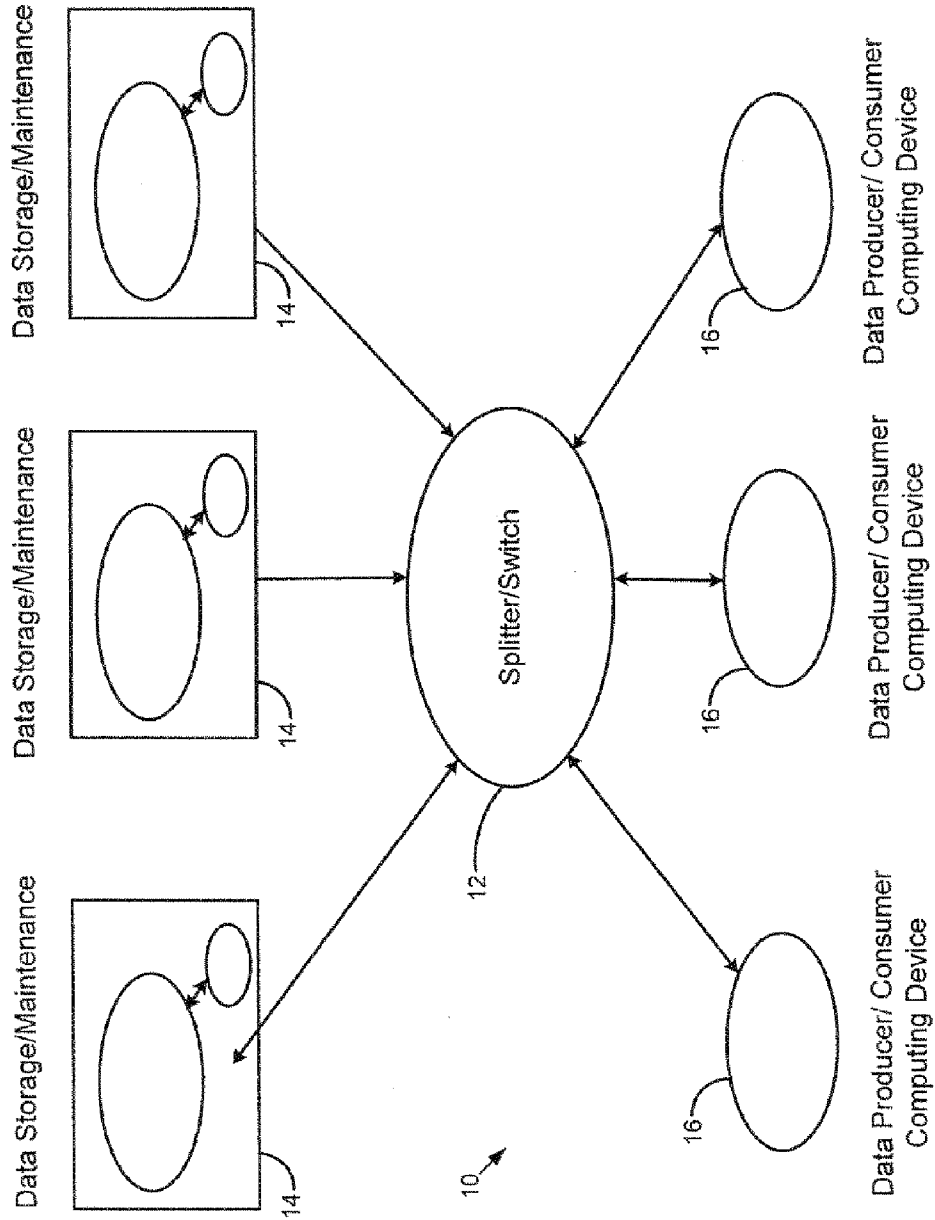 Data Storage/Maintenance
Data Storage/Maintenance
Data Storage/Maintenance
14
14
14
12
Splitter/Switch
10
16
16
16
Data Producer/ Consumer
Computing Device
Data Producer/ Consumer
Computing Device
Data Producer/ Consumer
Computing Device